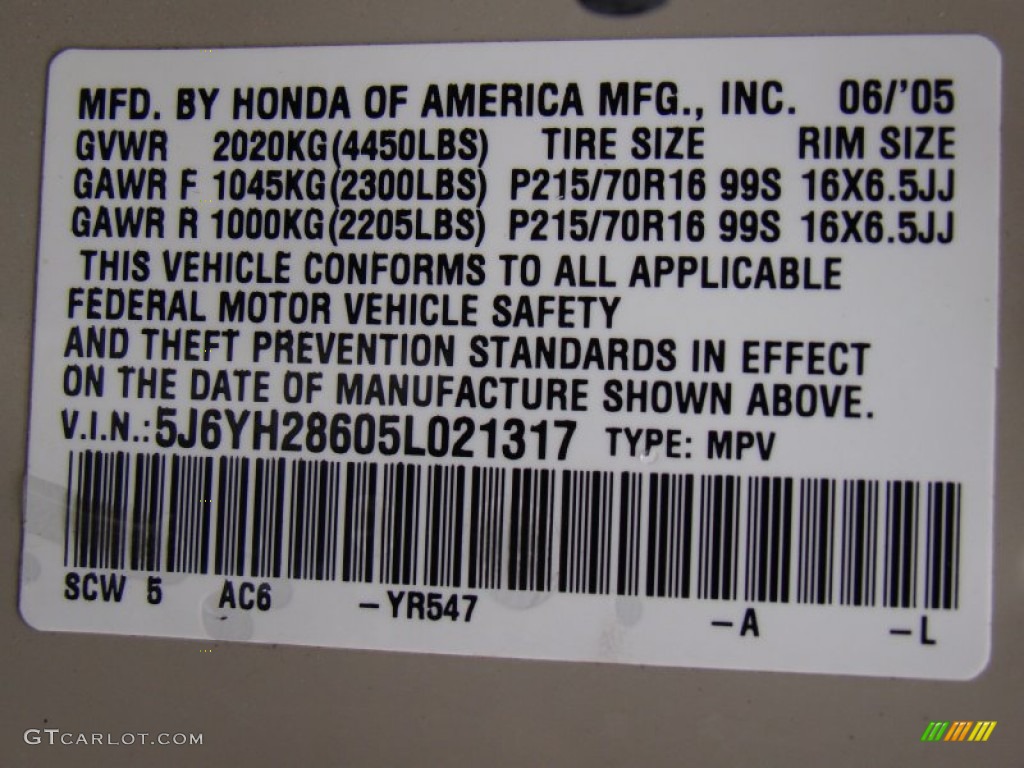 MFD. BY HONDA OF AMERICA MFG., INC. 06/'05
GVWR 2020KG(4450LBS) TIRE SIZE RIM SIZE
GAWR F 1045KG(2300LBS) P215/70R16 99S 16X6.5JJ
GAWR R 1000KG(2205LBS) P215/70R16 99S 16X6.5JJ
THIS VEHICLE CONFORMS TO ALL APPLICABLE
FEDERAL MOTOR VEHICLE SAFETY
AND THEFT PREVENTION STANDARDS IN EFFECT
ON THE DATE OF MANUFACTURE SHOWN ABOVE.
V.I.N.:5J6YH28605L021317 TYPE: MPV
SCW 5 AC6 –YR547 –A –L
GTCARLOT.COM